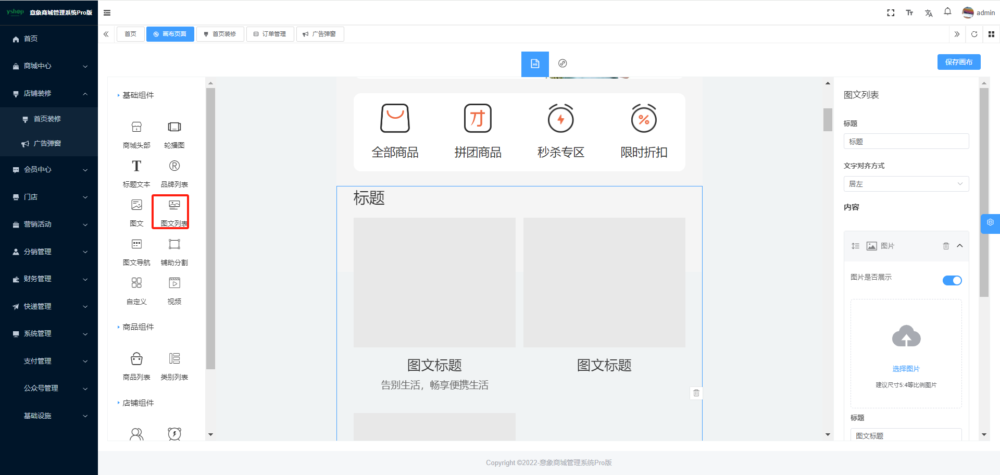 yshop 意象商城管理系统Pro版
admin
首页
商城中心
店铺装修
首页装修
广告弹窗
会员中心
门店
营销活动
分销管理
财务管理
快递管理
系统管理
支付管理
公众号管理
基础设施
首页 画布页面 首页装修 订单管理 广告弹窗
H5
保存画布
基础组件
商城头部 轮播图
标题文本 品牌列表
图文 图文列表
图文导航 辅助分割
自定义 视频
商品组件
商品列表 类别列表
店铺组件
全部商品 拼团商品 秒杀专区 限时折扣
标题
图文标题 图文标题
告别生活，畅享便携生活
图文列表
标题
标题
文字对齐方式
居左
内容
图片
图片是否展示
选择图片
建议尺寸5:4等比例图片
标题
图文标题
Copyright ©2022-意象商城管理系统Pro版